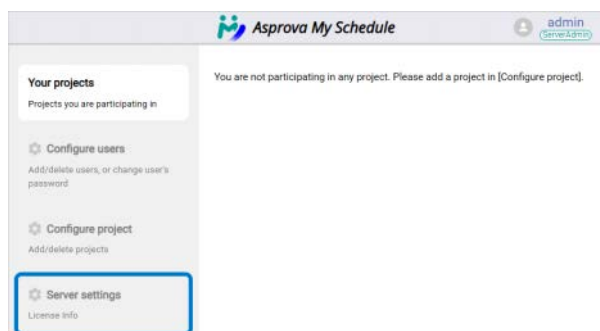 Asprova My Schedule
admin
(ServerAdmin)
Your projects
Projects you are participating in
You are not participating in any project. Please add a project in [Configure project].
Configure users
Add/delete users, or change user's
password
Configure project
Add/delete projects
Server settings
License Info